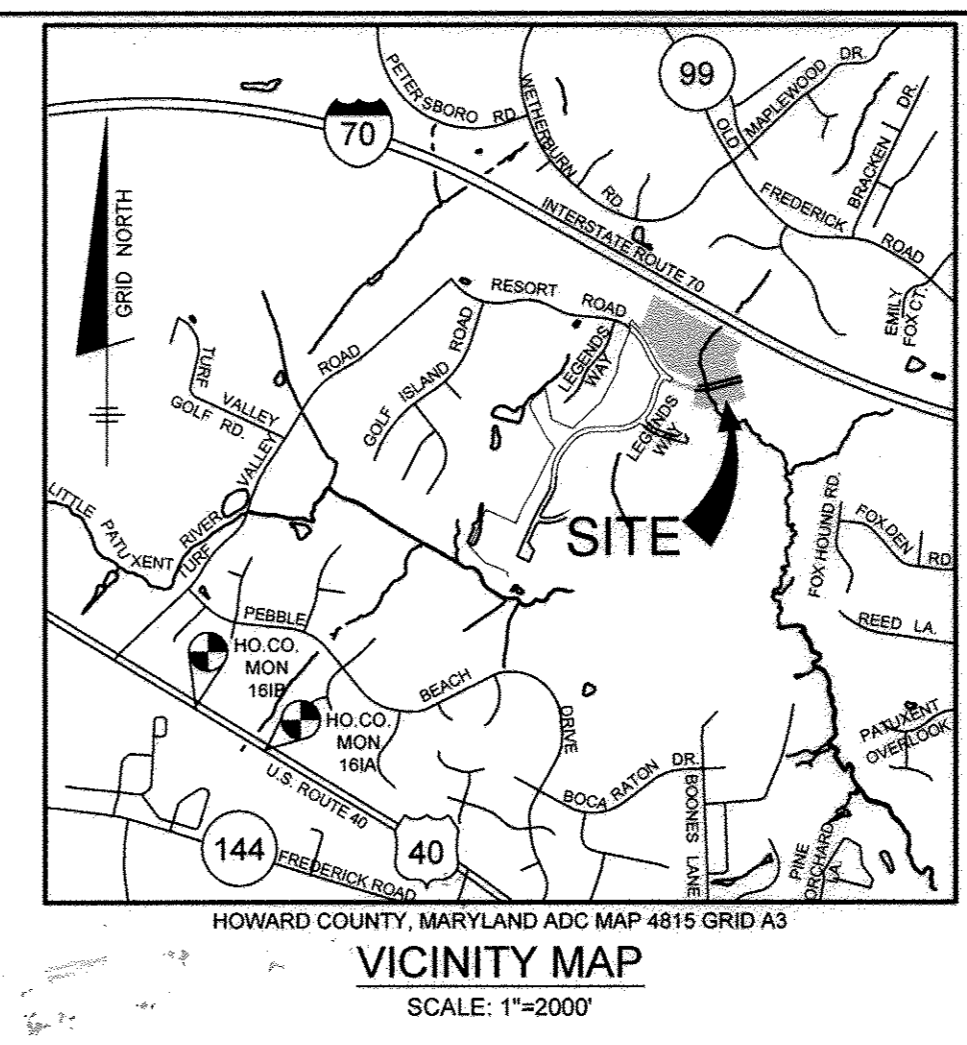 PETERSBORO RD.
WETHERBURN RD.
99
OLD FREDERICK ROAD
MAPLEWOOD DR.
BRACKEN DR.
70
INTERSTATE ROUTE 70
EMILY FOX CT.
GRID NORTH
RESORT ROAD
LEGENDS WAY
GOLF ISLAND ROAD
TURF VALLEY ROAD
TURF VALLEY
GOLF RD.
LEGENDS WAY
SITE
LITTLE PATUXENT RIVER
FOX HOUND RD.
FOX DEN RD
REED LA.
PEBBLE BEACH DRIVE
HO.CO.
MON
16IB
HO.CO.
MON
16IA
PATUXENT
OVERLOOK
U.S. ROUTE 40
BOCA RATON DR.
BOONES LANE
PINE
ORCHARD
LA.
144
FREDERICK ROAD
40
HOWARD COUNTY, MARYLAND ADC MAP 4815 GRID A3
VICINITY MAP
SCALE: 1"=2000'